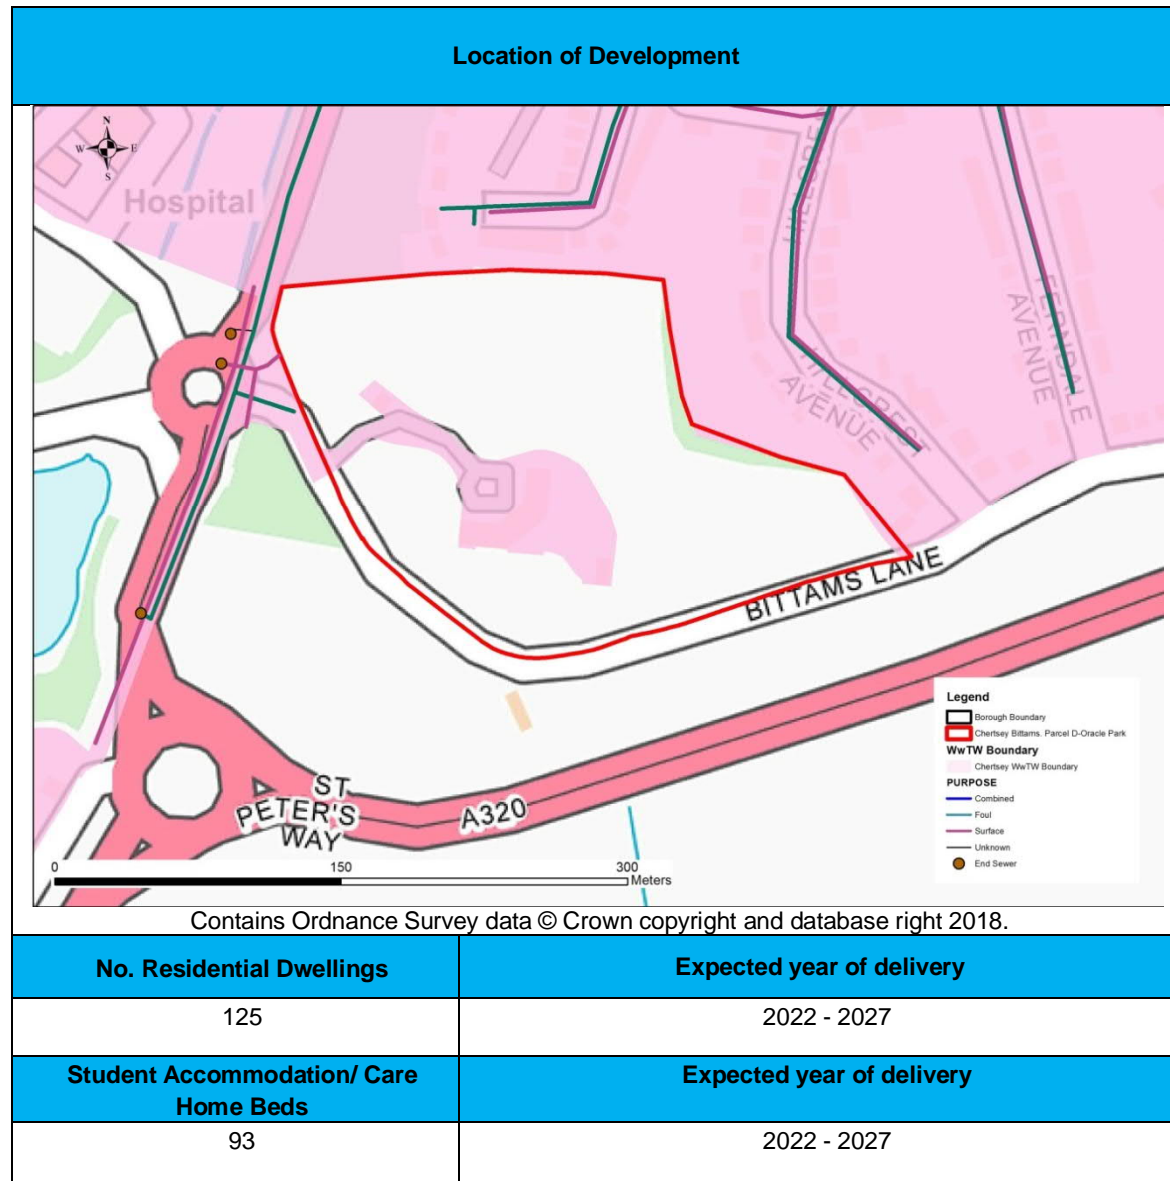 Location of Development
N
W E
S
Hospital
HILLCREST
AVENUE
HILLCREST
FERNDALE
AVENUE
BITTAMS LANE
ST
PETER'S
WAY
A320
0 150 300
Meters
Legend
Borough Boundary
Chertsey Bittams. Parcel D-Oracle Park
WwTW Boundary
Chertsey WwTW Boundary
PURPOSE
Combined
Foul
Surface
Unknown
End Sewer
Contains Ordnance Survey data © Crown copyright and database right 2018.
No. Residential Dwellings Expected year of delivery
125 2022 - 2027
Student Accommodation/ Care Expected year of delivery
Home Beds
93 2022 - 2027